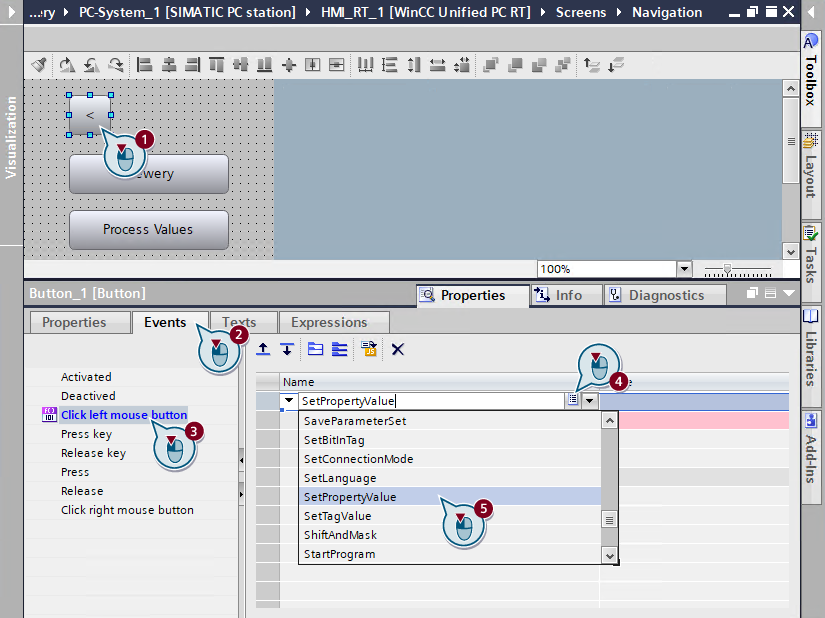 ...ery ▸ PC-System_1 [SIMATIC PC station] ▸ HMI_RT_1 [WinCC Unified PC RT] ▸ Screens ▸ Navigation
Toolbox
Layout
Tasks
Libraries
Add-Ins
Visualization
<
1
ewery
Process Values
100%
Button_1 [Button]
Properties
Info
Diagnostics
Properties
Events
Texts
Expressions
2
4
Activated
Deactived
Click left mouse button
3
Press key
Release key
Press
Release
Click right mouse button
Name
SetPropertyValue
SaveParameterSet
SetBitInTag
SetConnectionMode
SetLanguage
SetPropertyValue
5
SetTagValue
ShiftAndMask
StartProgram